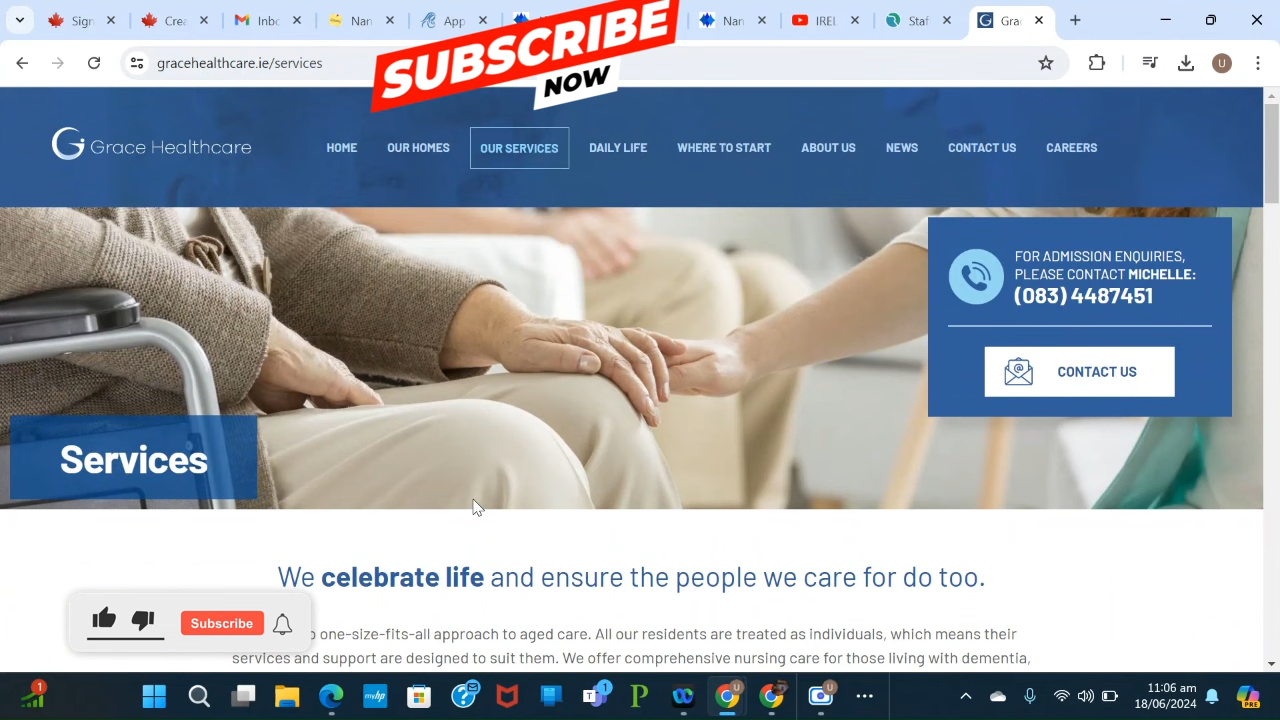 Sign
Crea
Inbo
Nan
App
Nan
IREL
Staf
Grac
SUBSCRIBE
NOW
gracehealthcare.ie/services
U
Grace Healthcare
HOME
OUR HOMES
OUR SERVICES
DAILY LIFE
WHERE TO START
ABOUT US
NEWS
CONTACT US
CAREERS
FOR ADMISSION ENQUIRIES,
PLEASE CONTACT MICHELLE:
(083) 4487451
CONTACT US
Services
We celebrate life and ensure the people we care for do too.
one-size-fits-all approach to aged care. All our residents are treated as individuals, which means their
services and support are designed to suit them. We offer comprehensive nursing care for those living with dementia,
Subscribe
1
myhp
1
U
U
11:06 am
18/06/2024
PRE